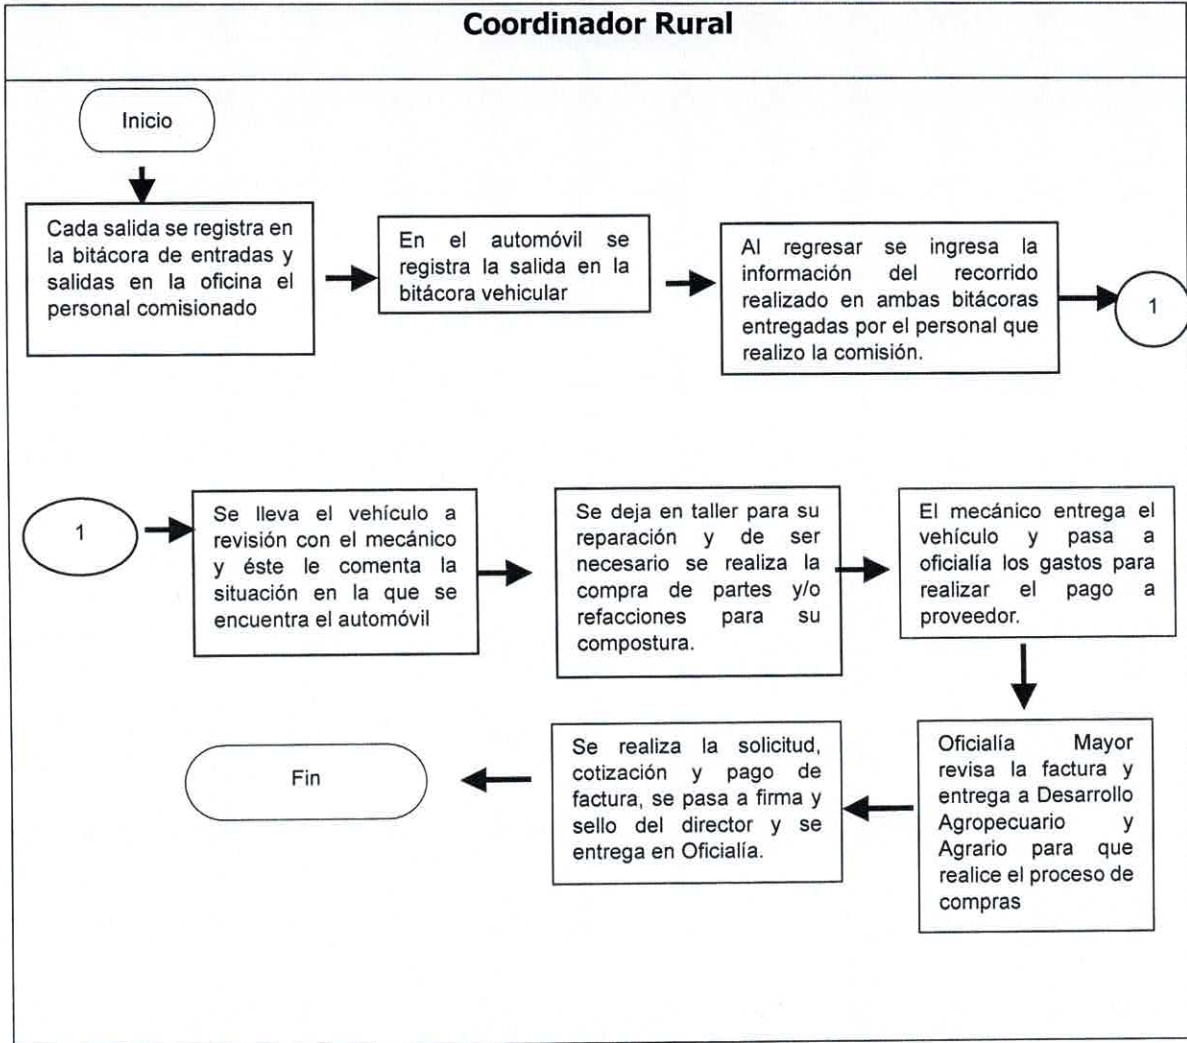 Coordinador Rural
Inicio
Cada salida se registra en
la bitácora de entradas y
salidas en la oficina el
personal comisionado
En el automóvil se
registra la salida en la
bitácora vehicular
Al regresar se ingresa la
información del recorrido
realizado en ambas bitácoras
entregadas por el personal que
realizo la comisión.
1
1
Se lleva el vehículo a
revisión con el mecánico
y éste le comenta la
situación en la que se
encuentra el automóvil
Se deja en taller para su
reparación y de ser
necesario se realiza la
compra de partes y/o
refacciones para su
compostura.
El mecánico entrega el
vehículo y pasa a
oficialía los gastos para
realizar el pago a
proveedor.
Oficialía Mayor
revisa la factura y
entrega a Desarrollo
Agropecuario y
Agrario para que
realice el proceso de
compras
Se realiza la solicitud,
cotización y pago de
factura, se pasa a firma y
sello del director y se
entrega en Oficialía.
Fin